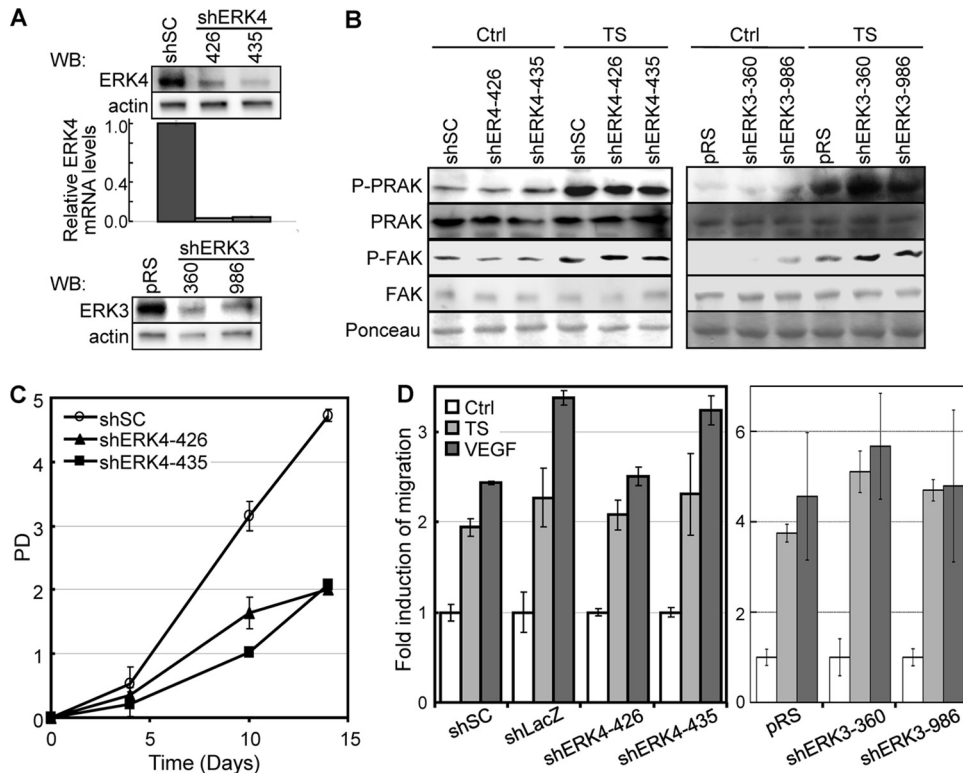 A
shERK4
WB:
shSC
426
435
ERK4
actin
Relative ERK4
mRNA levels
1.0
0.4
0.0
shERK3
WB:
pRS
360
986
ERK3
actin
B
Ctrl
TS
Ctrl
TS
shSC
shER4-426
shERK4-435
shSC
shERK4-426
shERK4-435
pRS
shERK3-360
shERK3-986
pRS
shERK3-360
shERK3-986
P-PRAK
PRAK
P-FAK
FAK
Ponceau
C
5
4
3
2
1
0
PD
shSC
shERK4-426
shERK4-435
0
5
10
15
Time (Days)
D
Fold induction of migration
3
2
1
0
Ctrl
TS
VEGF
shSC
shLacZ
shERK4-426
shERK4-435
6
4
2
0
pRS
shERK3-360
shERK3-986